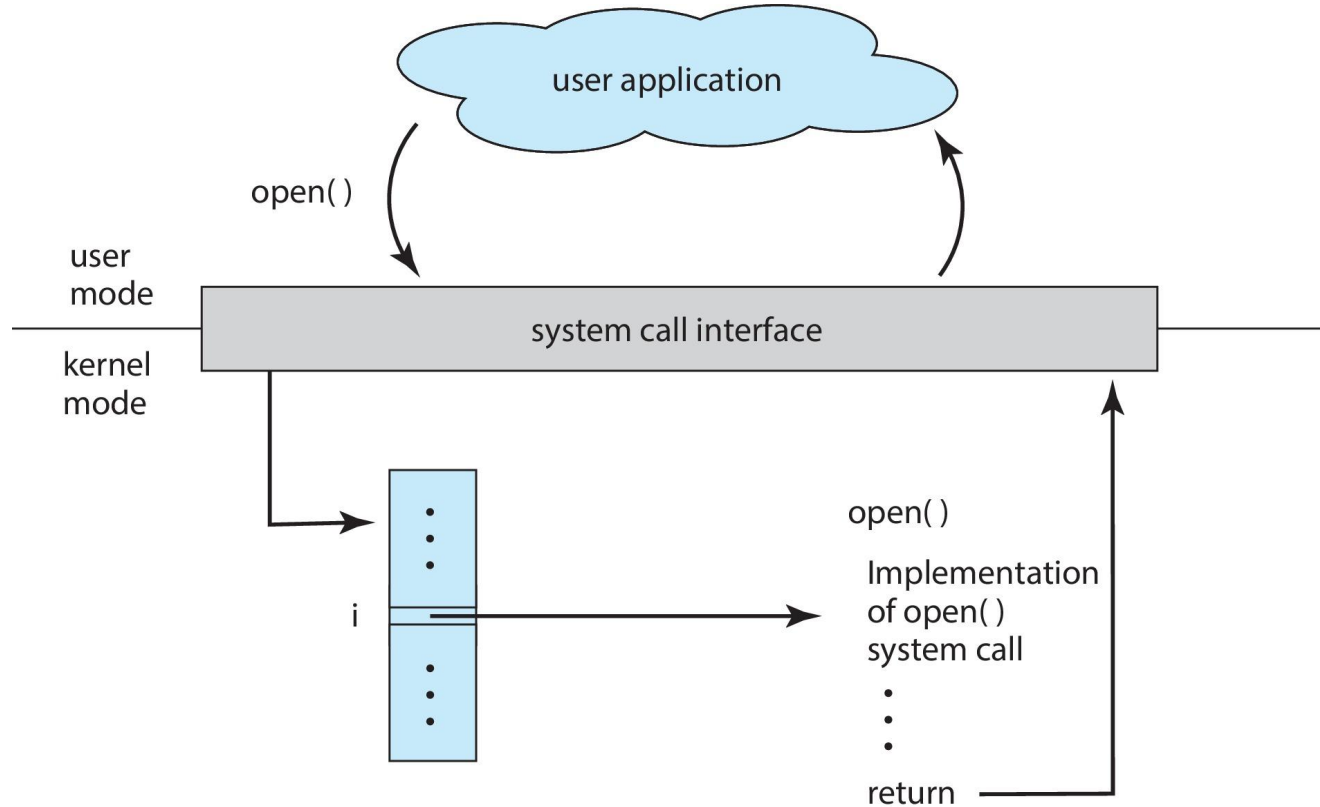 user application
open( )
user
mode
system call interface
kernel
mode
open( )
Implementation
of open( )
system call
i
return